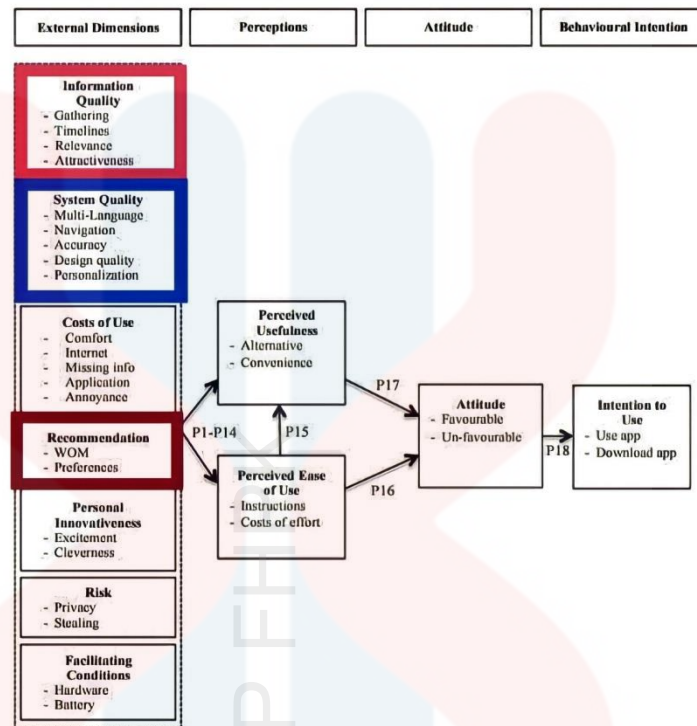 External Dimensions
Perceptions
Attitude
Behavioural Intention
Information
Quality
- Gathering
- Timelines
- Relevance
- Attractiveness
System Quality
- Multi-Language
- Navigation
- Accuracy
- Design quality
- Personalization
Costs of Use
- Comfort
- Internet
- Missing info
- Application
- Annoyance
Recommendation
- WOM
- Preferences
Personal
Innovativeness
- Excitement
- Cleverness
Risk
- Privacy
- Stealing
Facilitating
Conditions
- Hardware
- Battery
P1-P14
Perceived
Usefulness
- Alternative
- Convenience
P15
Perceived Ease
of Use
- Instructions
- Costs of effort
P17
P16
Attitude
- Favourable
- Un-favourable
P18
Intention to
Use
- Use app
- Download app
P FHPK